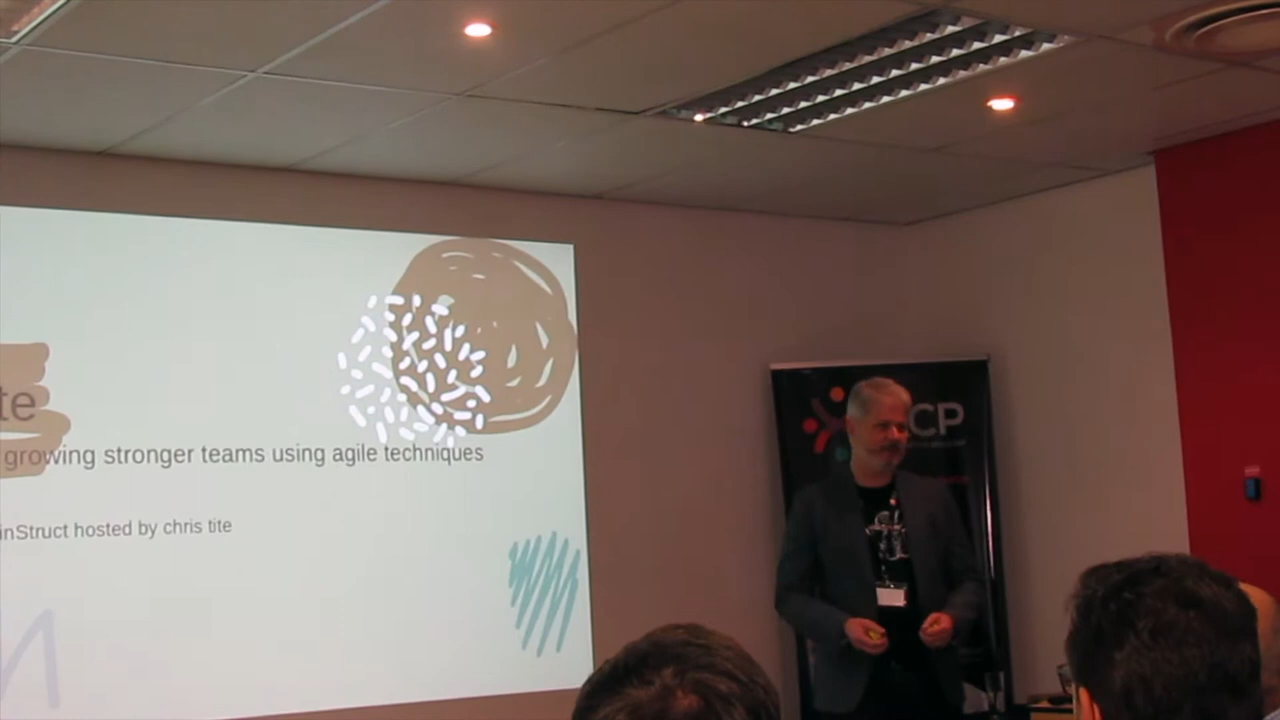 te
growing stronger teams using agile techniques
inStruct hosted by chris tite
CP